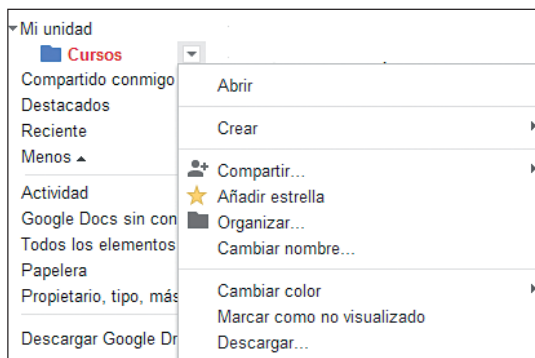 Mi unidad
Cursos
Compartido conmigo
Destacados
Reciente
Menos
Actividad
Google Docs sin con
Todos los elementos
Papelera
Propietario, tipo, más
Descargar Google Dr
Abrir
Crear
Compartir...
Añadir estrella
Organizar...
Cambiar nombre...
Cambiar color
Marcar como no visualizado
Descargar...